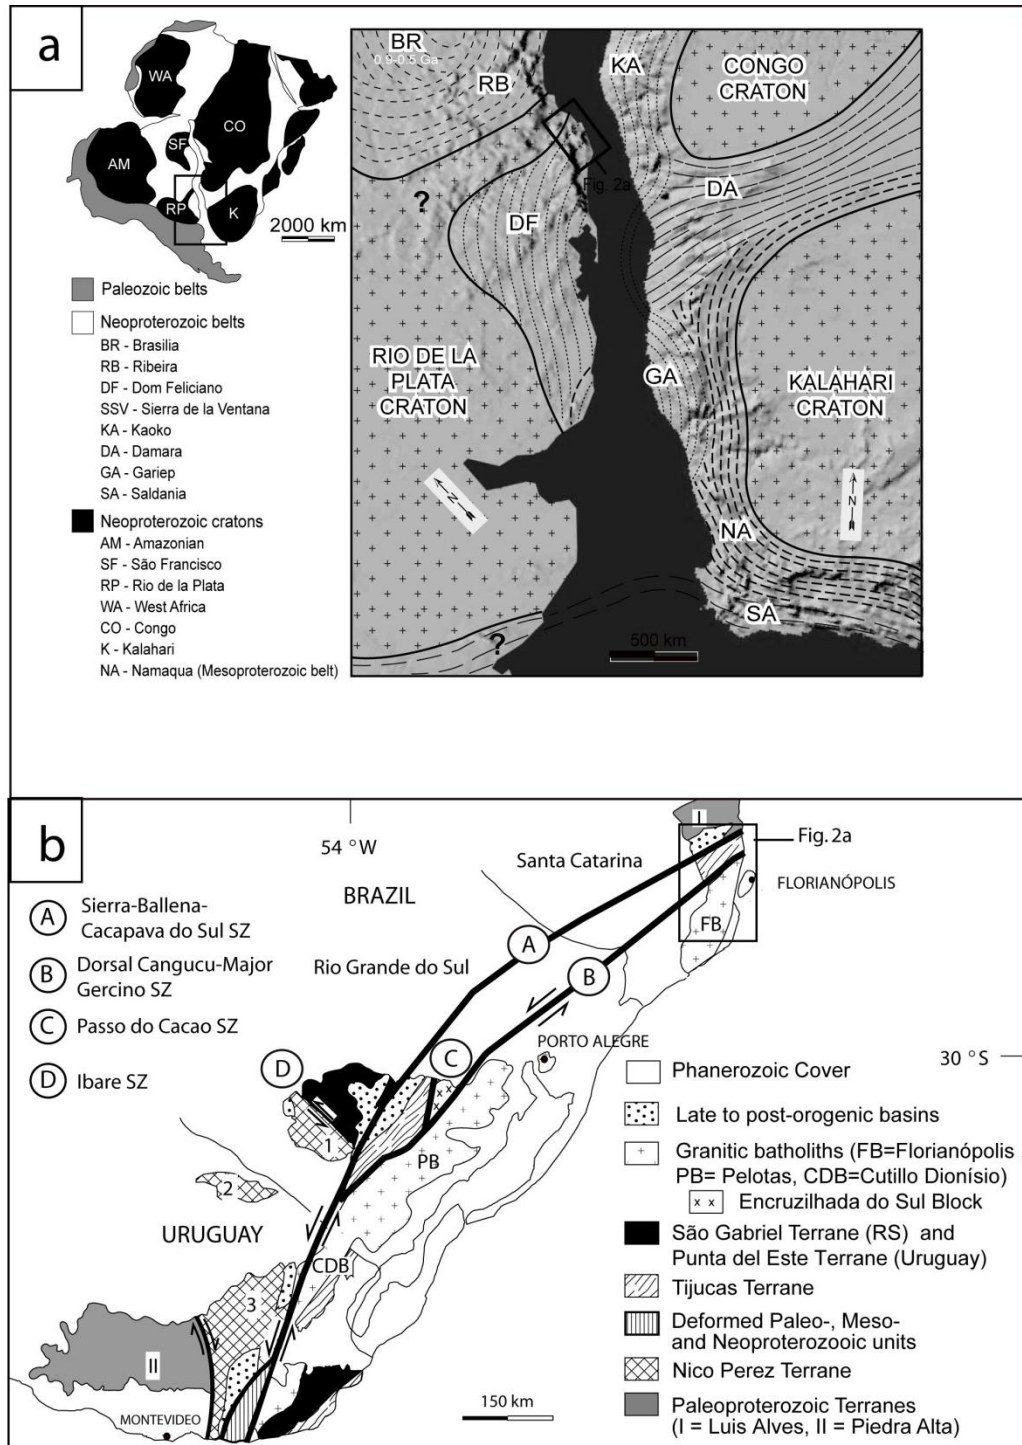 a
WA
CO
SF
AM
RP
K
2000 km
Paleozoic belts
Neoproterozoic belts
BR - Brasilia
RB - Ribeira
DF - Dom Feliciano
SSV - Sierra de la Ventana
KA - Kaoko
DA - Damara
GA - Gariep
SA - Saldania
Neoproterozoic cratons
AM - Amazonian
SF - São Francisco
RP - Rio de la Plata
WA - West Africa
CO - Congo
K - Kalahari
NA - Namaqua (Mesoproterozoic belt)
BR
0.9-0.5 Ga
RB
KA
CONGO
CRATON
Fig. 2a
DA
?
DF
RIO DE LA
PLATA
CRATON
GA
KALAHARI
CRATON
N
N
NA
SA
500 km
?
b
54 °W
BRAZIL
Santa Catarina
I
Fig. 2a
FLORIANÓPOLIS
FB
A
Sierra-Ballena-
Cacapava do Sul SZ
B
Dorsal Cangucu-Major
Gercino SZ
C
Passo do Cacao SZ
D
Ibare SZ
Rio Grande do Sul
A
B
PORTO ALEGRE
30 °S
D
C
1
PB
2
URUGUAY
CDB
3
II
MONTEVIDEO
150 km
Phanerozoic Cover
Late to post-orogenic basins
Granitic batholiths (FB=Florianópolis
PB= Pelotas, CDB=Cutillo Dionísio)
x x Encruzilhada do Sul Block
São Gabriel Terrane (RS) and
Punta del Este Terrane (Uruguay)
Tijucas Terrane
Deformed Paleo-, Meso-
and Neoproterozooic units
Nico Perez Terrane
Paleoproterozoic Terranes
(I = Luis Alves, II = Piedra Alta)